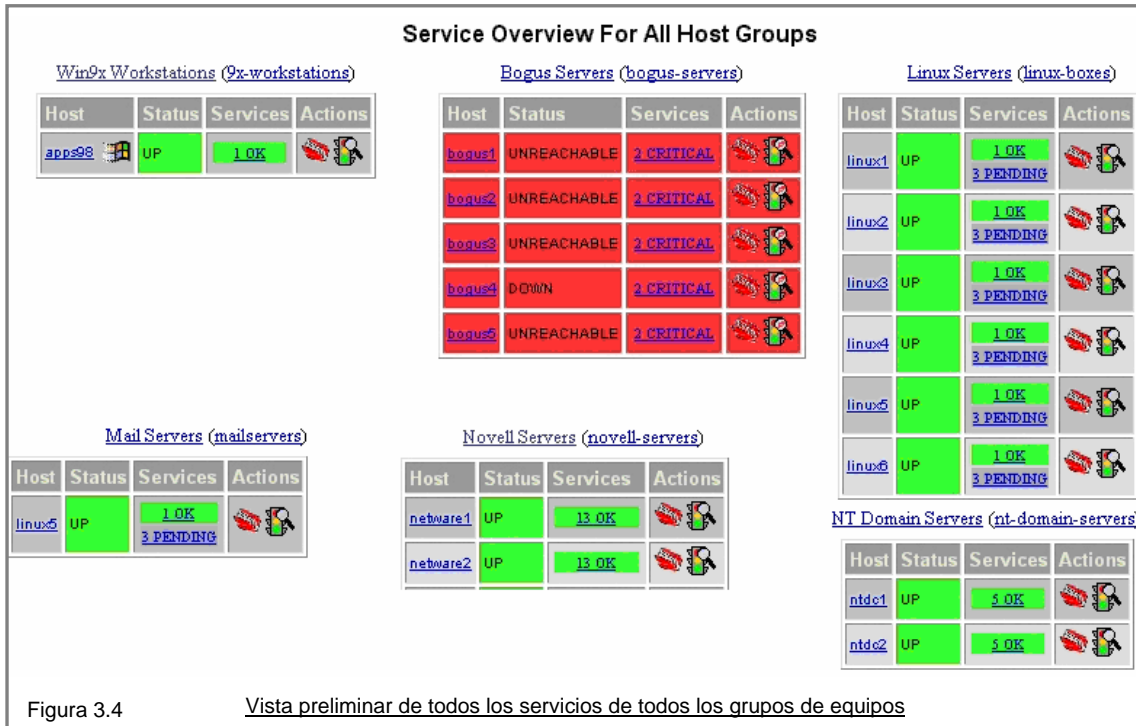 Service Overview For All Host Groups
Win9x Workstations (9x-workstations)
Host Status Services Actions
apps98 UP 1 OK
Bogus Servers (bogus-servers)
Host Status Services Actions
bogus1 UNREACHABLE 2 CRITICAL
bogus2 UNREACHABLE 2 CRITICAL
bogus3 UNREACHABLE 2 CRITICAL
bogus4 DOWN 2 CRITICAL
bogus5 UNREACHABLE 2 CRITICAL
Linux Servers (linux-boxes)
Host Status Services Actions
linux1 UP 1 OK
3 PENDING
linux2 UP 1 OK
3 PENDING
linux3 UP 1 OK
3 PENDING
linux4 UP 1 OK
3 PENDING
linux5 UP 1 OK
3 PENDING
linux6 UP 1 OK
3 PENDING
Mail Servers (mailservers)
Host Status Services Actions
linux5 UP 1 OK
3 PENDING
Novell Servers (novell-servers)
Host Status Services Actions
netware1 UP 13 OK
netware2 UP 13 OK
NT Domain Servers (nt-domain-servers)
Host Status Services Actions
ntdc1 UP 5 OK
ntdc2 UP 5 OK
Figura 3.4 Vista preliminar de todos los servicios de todos los grupos de equipos